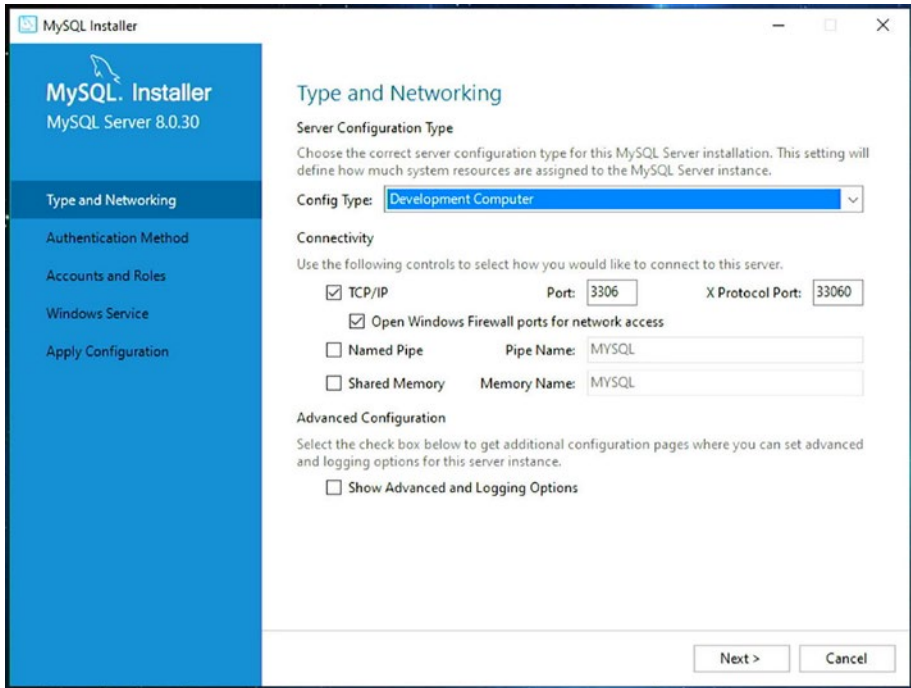 MySQL Installer
MySQL. Installer
MySQL Server 8.0.30
Type and Networking
Authentication Method
Accounts and Roles
Windows Service
Apply Configuration
Type and Networking
Server Configuration Type
Choose the correct server configuration type for this MySQL Server installation. This setting will
define how much system resources are assigned to the MySQL Server instance.
Config Type: Development Computer
Connectivity
Use the following controls to select how you would like to connect to this server.
TCP/IP Port: 3306 X Protocol Port: 33060
Open Windows Firewall ports for network access
Named Pipe Pipe Name: MYSQL
Shared Memory Memory Name: MYSQL
Advanced Configuration
Select the check box below to get additional configuration pages where you can set advanced
and logging options for this server instance.
Show Advanced and Logging Options
Next > Cancel